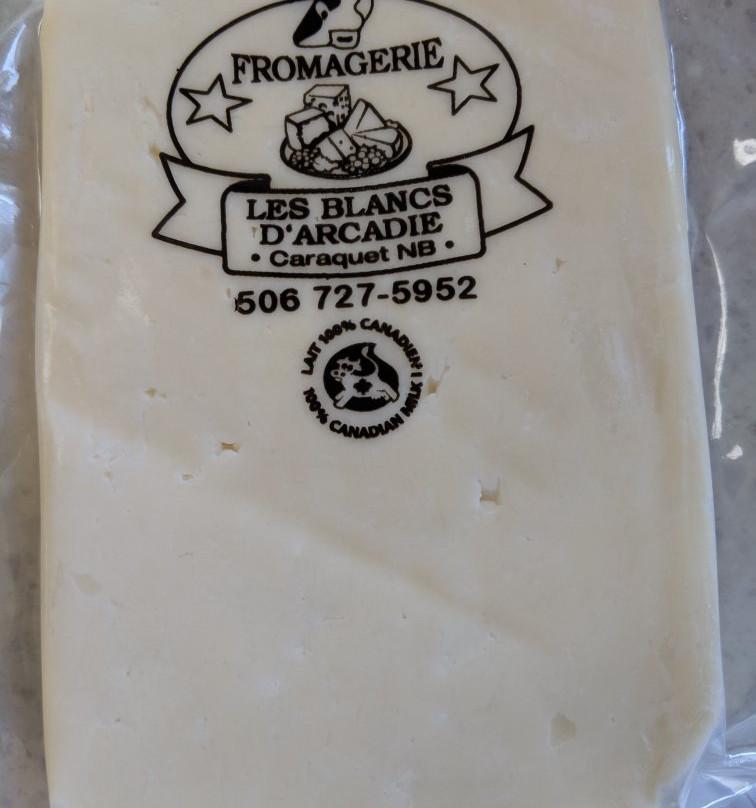 FROMAGERIE
LES BLANCS
D'ARCADIE
• Caraquet NB •
506 727-5952
LAIT 100% CANADIEN
100% CANADIAN MILK